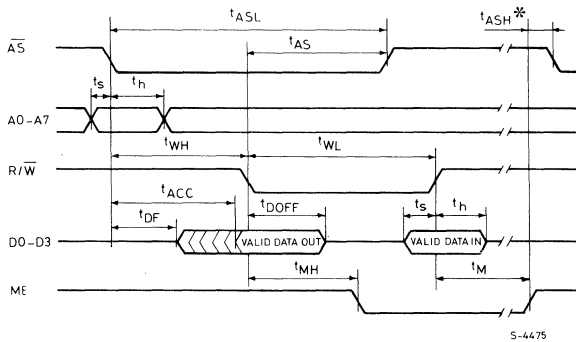 tASL
tASH*
tAS
A̅S̅
ts
th
A0–A7
tWH
tWL
R/W̅
tACC
tDOFF
ts
th
tDF
D0–D3
VALID DATA OUT
VALID DATA IN
tMH
tM
ME
S-4475